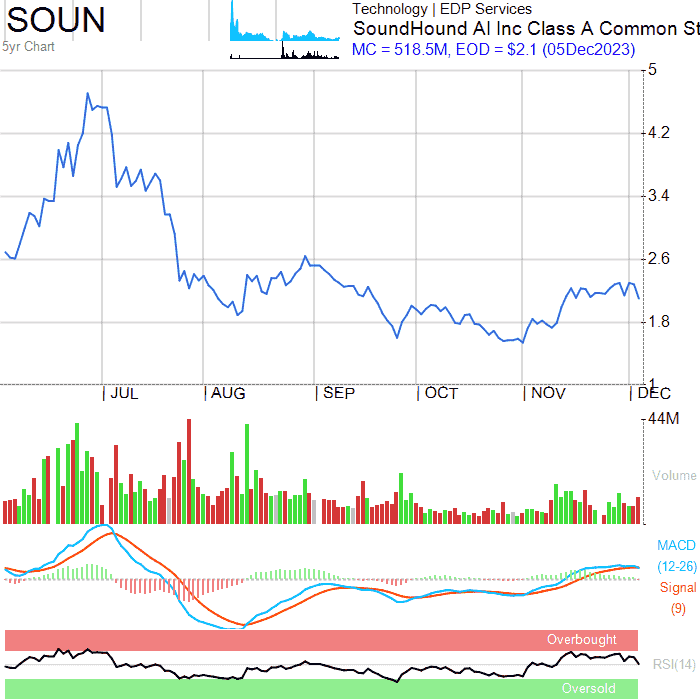 SOUN
5yr Chart
Technology | EDP Services
SoundHound AI Inc Class A Common St
MC = 518.5M, EOD = $2.1 (05Dec2023)
5
4.2
3.4
2.6
1.8
1
JUL AUG SEP OCT NOV DEC
44M
Volume
MACD
(12-26)
Signal
(9)
Overbought
RSI(14)
Oversold